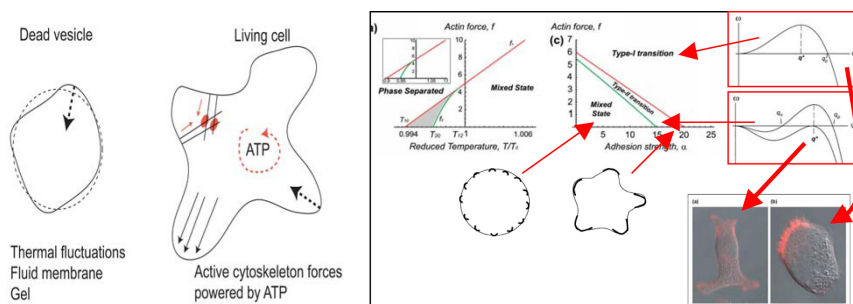 Dead vesicle
Living cell
ATP
Thermal fluctuations
Fluid membrane
Gel
Active cytoskeleton forces
powered by ATP
Actin force, f
10
8
6
4
2
Phase Separated
Mixed State
0.994
1
1.006
Reduced Temperature, T/T₀
(c)
Actin force, f
7
6
5
4
3
2
1
Type-I transition
Type-II transition
Mixed
State
5
10
15
20
25
Adhesion strength, α
(a)
(b)